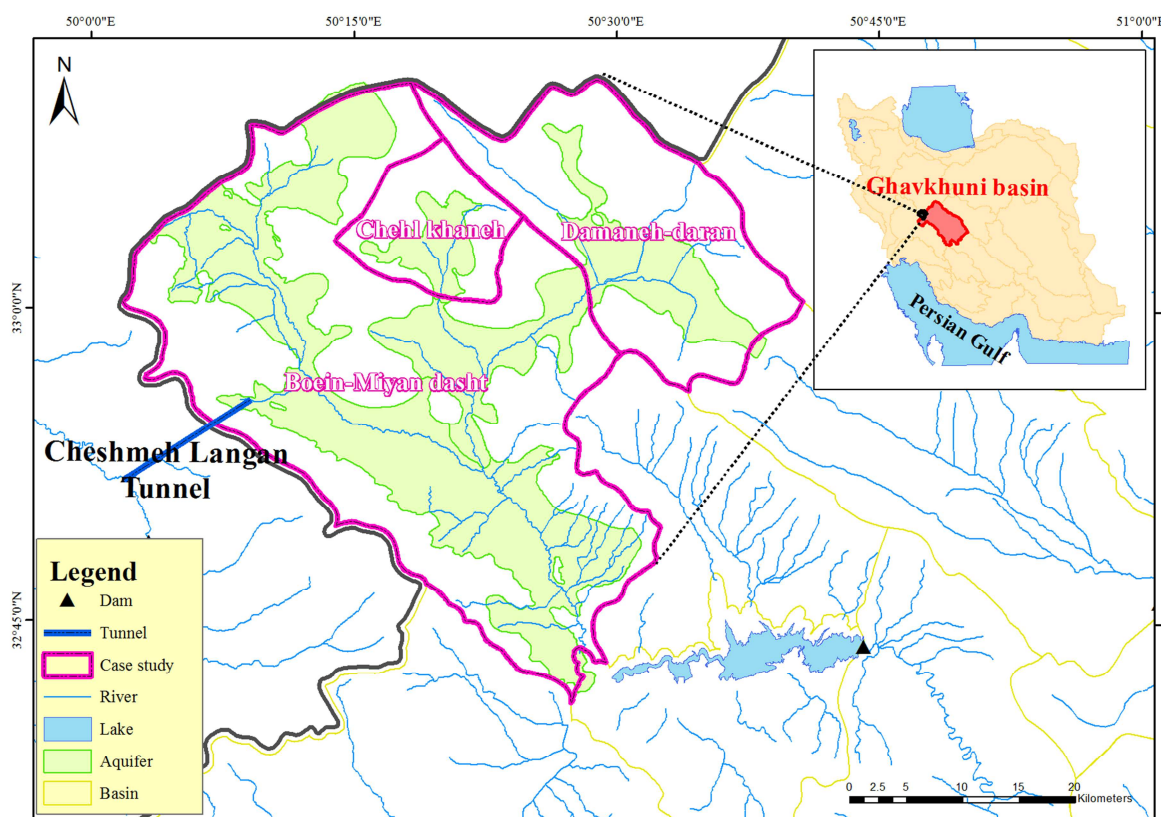 50°0'0"E
50°15'0"E
50°30'0"E
50°45'0"E
51°0'0"E
N
33°0'0"N
32°45'0"N
Chehl khaneh
Damaneh-daran
Boein-Miyan dasht
Cheshmeh Langan
Tunnel
Ghavkhuni basin
Persian Gulf
Legend
Dam
Tunnel
Case study
River
Lake
Aquifer
Basin
0 2.5 5 10 15 20
Kilometers